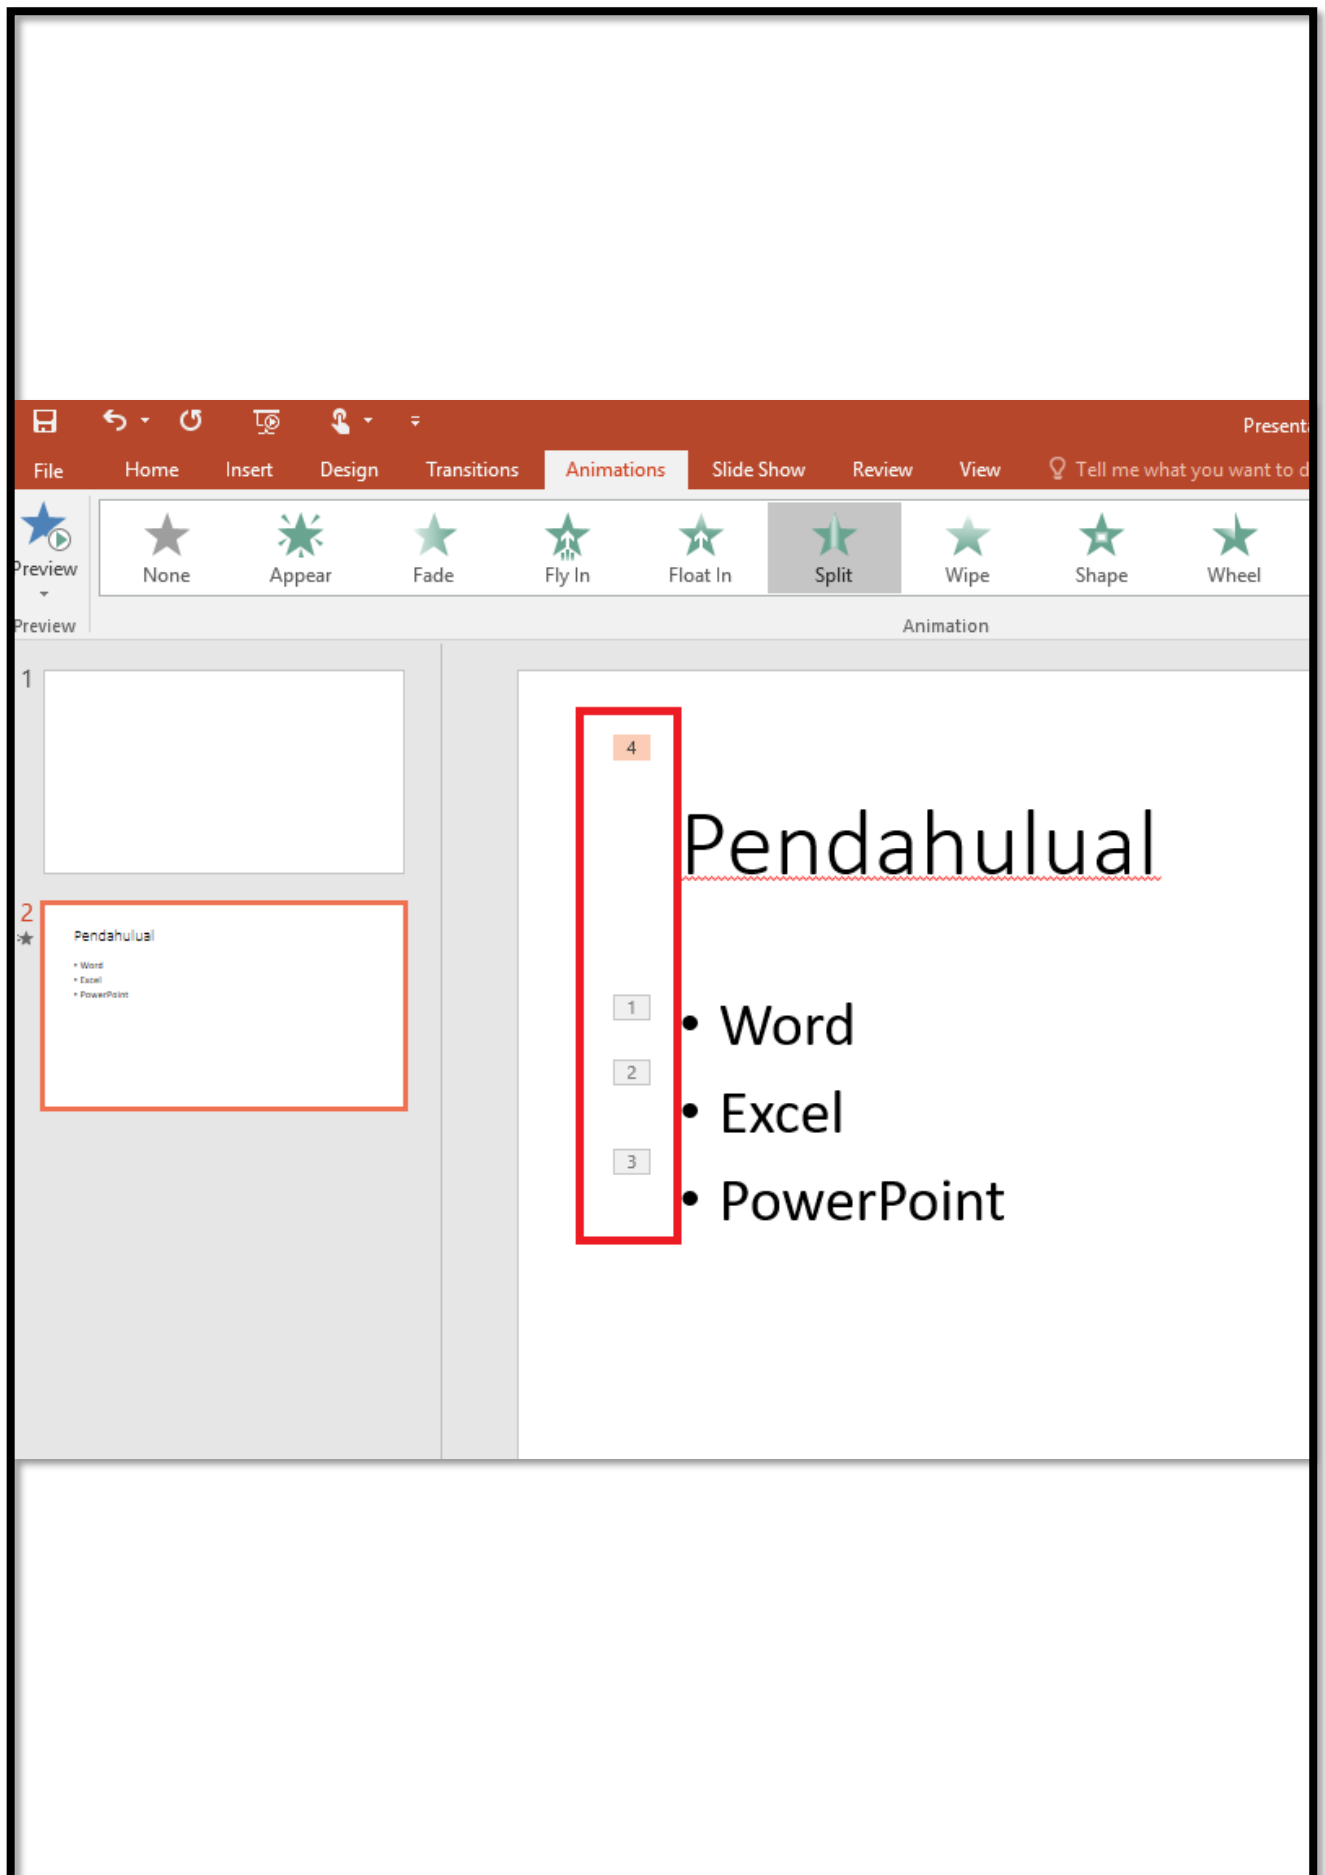 Presenta
File Home Insert Design Transitions Animations Slide Show Review View Tell me what you want to d
None Appear Fade Fly In Float In Split Wipe Shape Wheel
Preview
Preview Animation
1
2
Pendahulual
• Word
• Excel
• PowerPoint
4
Pendahulual
1
• Word
2
• Excel
3
• PowerPoint